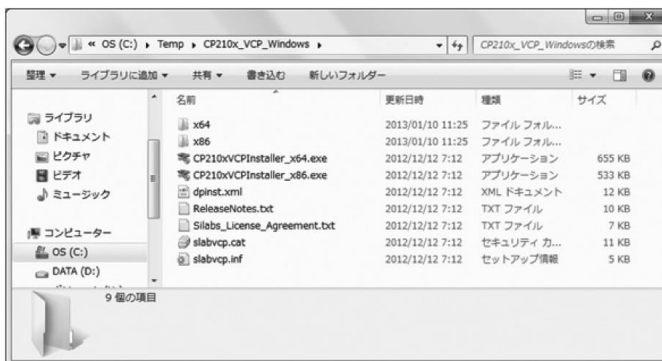 « OS (C:) ▸ Temp ▸ CP210x_VCP_Windows ▸
CP210x_VCP_Windowsの検索
整理 ▼ ライブラリに追加 ▼ 共有 ▼ 書き込む 新しいフォルダー
ライブラリ
ドキュメント
ピクチャ
ビデオ
ミュージック
コンピューター
OS (C:)
DATA (D:)
名前 更新日時 種類 サイズ
x64 2013/01/10 11:25 ファイル フォル...
x86 2013/01/10 11:25 ファイル フォル...
CP210xVCPInstaller_x64.exe 2012/12/12 7:12 アプリケーション 655 KB
CP210xVCPInstaller_x86.exe 2012/12/12 7:12 アプリケーション 533 KB
dpinst.xml 2012/12/12 7:12 XML ドキュメント 12 KB
ReleaseNotes.txt 2012/12/12 7:12 TXT ファイル 10 KB
Silabs_License_Agreement.txt 2012/12/12 7:12 TXT ファイル 7 KB
slabvcp.cat 2012/12/12 7:12 セキュリティ カ... 11 KB
slabvcp.inf 2012/12/12 7:12 セットアップ情報 5 KB
9 個の項目